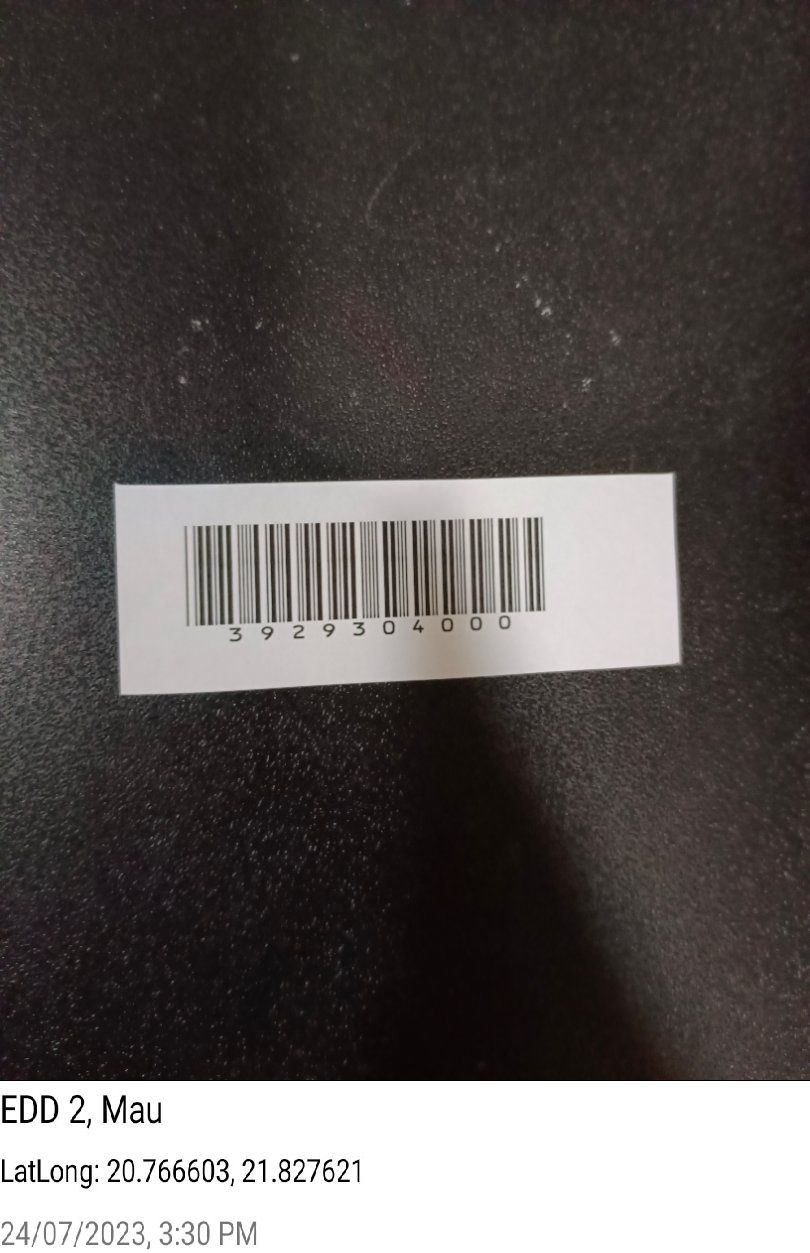 3929304000
EDD 2, Mau
LatLong: 20.766603, 21.827621
24/07/2023, 3:30 PM